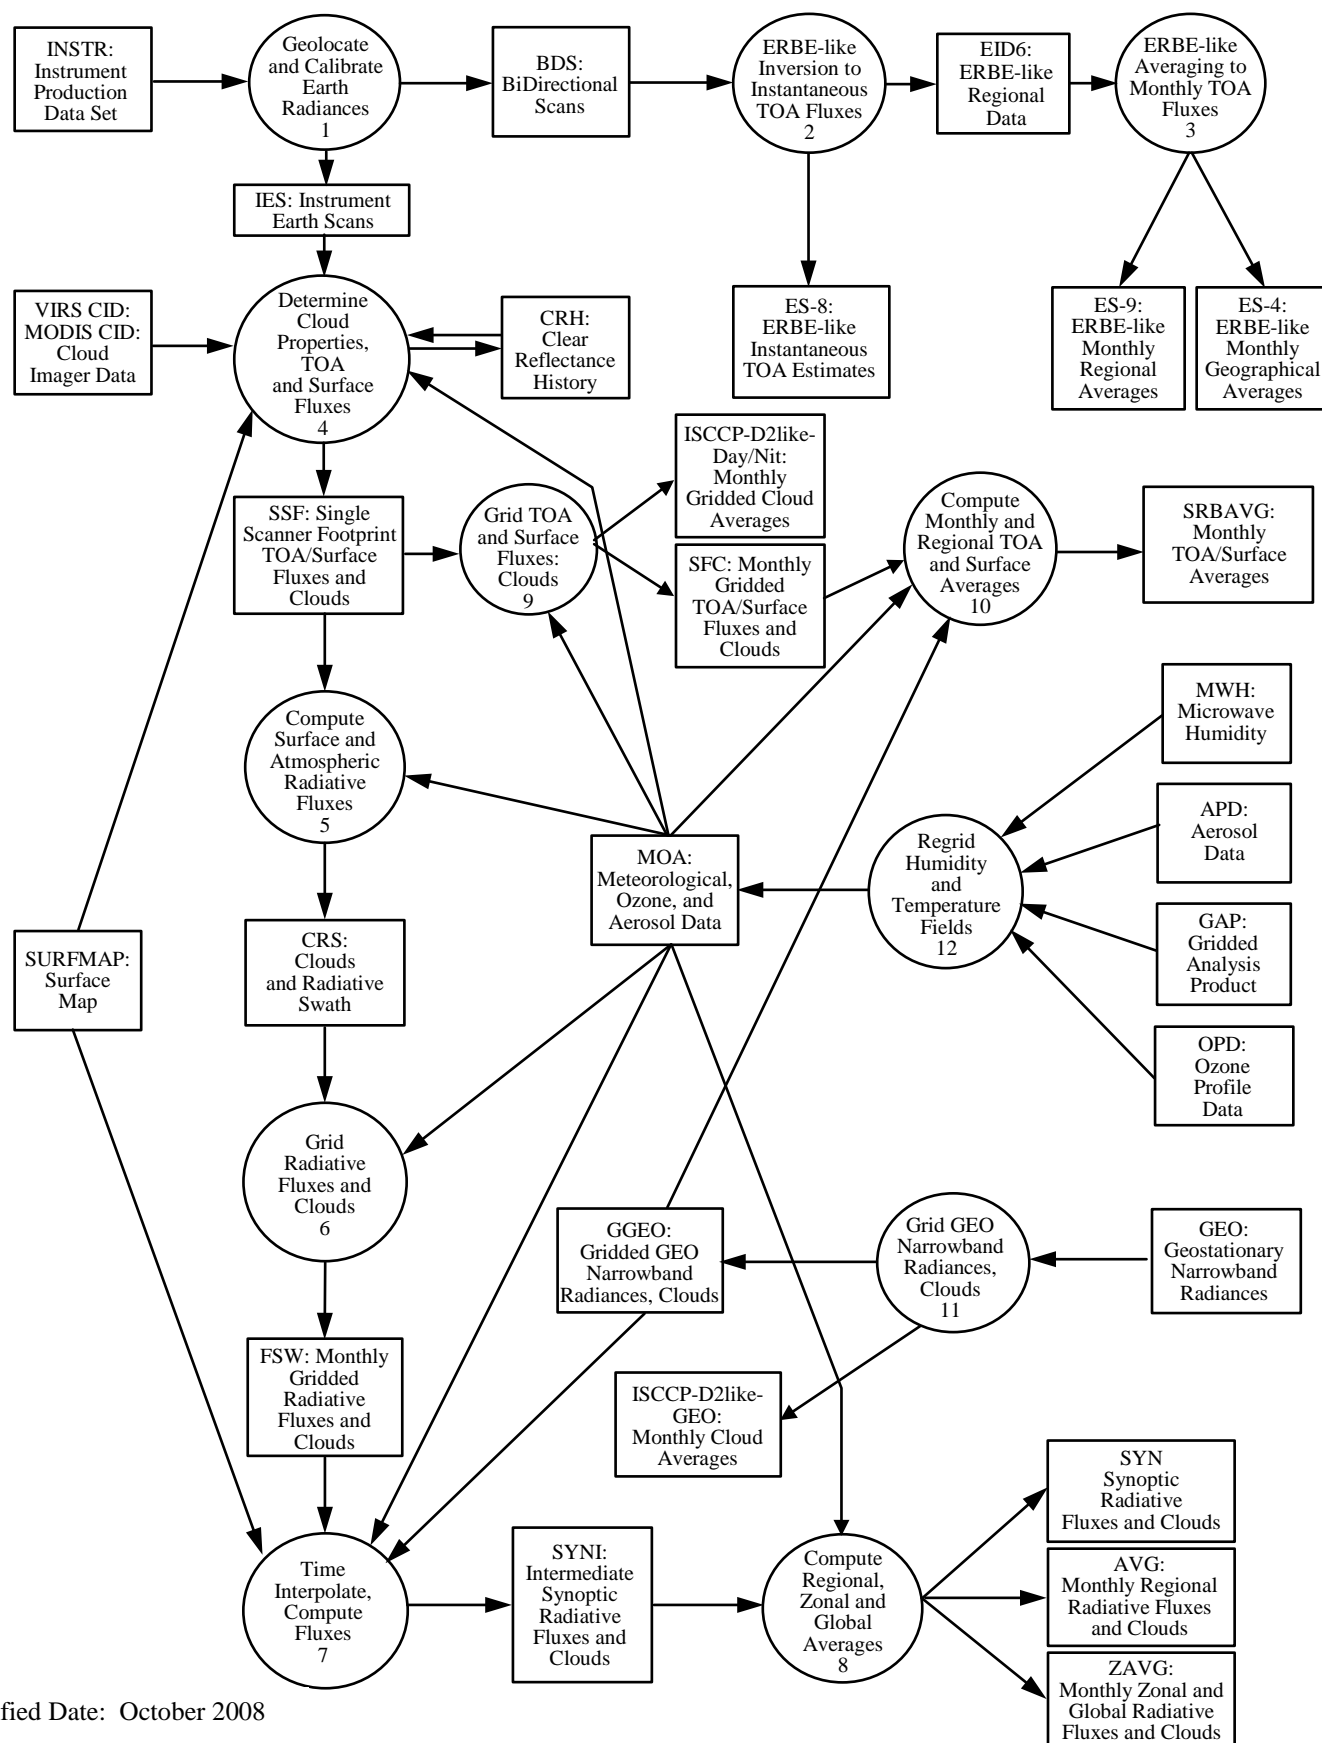 INSTR:
Instrument
Production
Data Set
Geolocate
and Calibrate
Earth
Radiances
1
BDS:
BiDirectional
Scans
ERBE-like
Inversion to
Instantaneous
TOA Fluxes
2
EID6:
ERBE-like
Regional
Data
ERBE-like
Averaging to
Monthly TOA
Fluxes
3
IES: Instrument
Earth Scans
VIRS CID:
MODIS CID:
Cloud
Imager Data
Determine
Cloud
Properties,
TOA
and Surface
Fluxes
4
CRH:
Clear
Reflectance
History
ES-8:
ERBE-like
Instantaneous
TOA Estimates
ES-9:
ERBE-like
Monthly
Regional
Averages
ES-4:
ERBE-like
Monthly
Geographical
Averages
SSF: Single
Scanner Footprint
TOA/Surface
Fluxes and
Clouds
Grid TOA
and Surface
Fluxes:
Clouds
9
ISCCP-D2like-
Day/Nit:
Monthly
Gridded Cloud
Averages
SFC: Monthly
Gridded
TOA/Surface
Fluxes and
Clouds
Compute
Monthly and
Regional TOA
and Surface
Averages
10
SRBAVG:
Monthly
TOA/Surface
Averages
Compute
Surface and
Atmospheric
Radiative
Fluxes
5
MWH:
Microwave
Humidity
APD:
Aerosol
Data
MOA:
Meteorological,
Ozone, and
Aerosol Data
Regrid
Humidity
and
Temperature
Fields
12
GAP:
Gridded
Analysis
Product
SURFMAP:
Surface
Map
CRS:
Clouds
and Radiative
Swath
OPD:
Ozone
Profile
Data
Grid
Radiative
Fluxes and
Clouds
6
GGEO:
Gridded GEO
Narrowband
Radiances, Clouds
Grid GEO
Narrowband
Radiances,
Clouds
11
GEO:
Geostationary
Narrowband
Radiances
FSW: Monthly
Gridded
Radiative
Fluxes and
Clouds
ISCCP-D2like-
GEO:
Monthly Cloud
Averages
Time
Interpolate,
Compute
Fluxes
7
SYNI:
Intermediate
Synoptic
Radiative
Fluxes and
Clouds
Compute
Regional,
Zonal and
Global
Averages
8
SYN
Synoptic
Radiative
Fluxes and Clouds
AVG:
Monthly Regional
Radiative Fluxes
and Clouds
ZAVG:
Monthly Zonal and
Global Radiative
Fluxes and Clouds
fied Date: October 2008